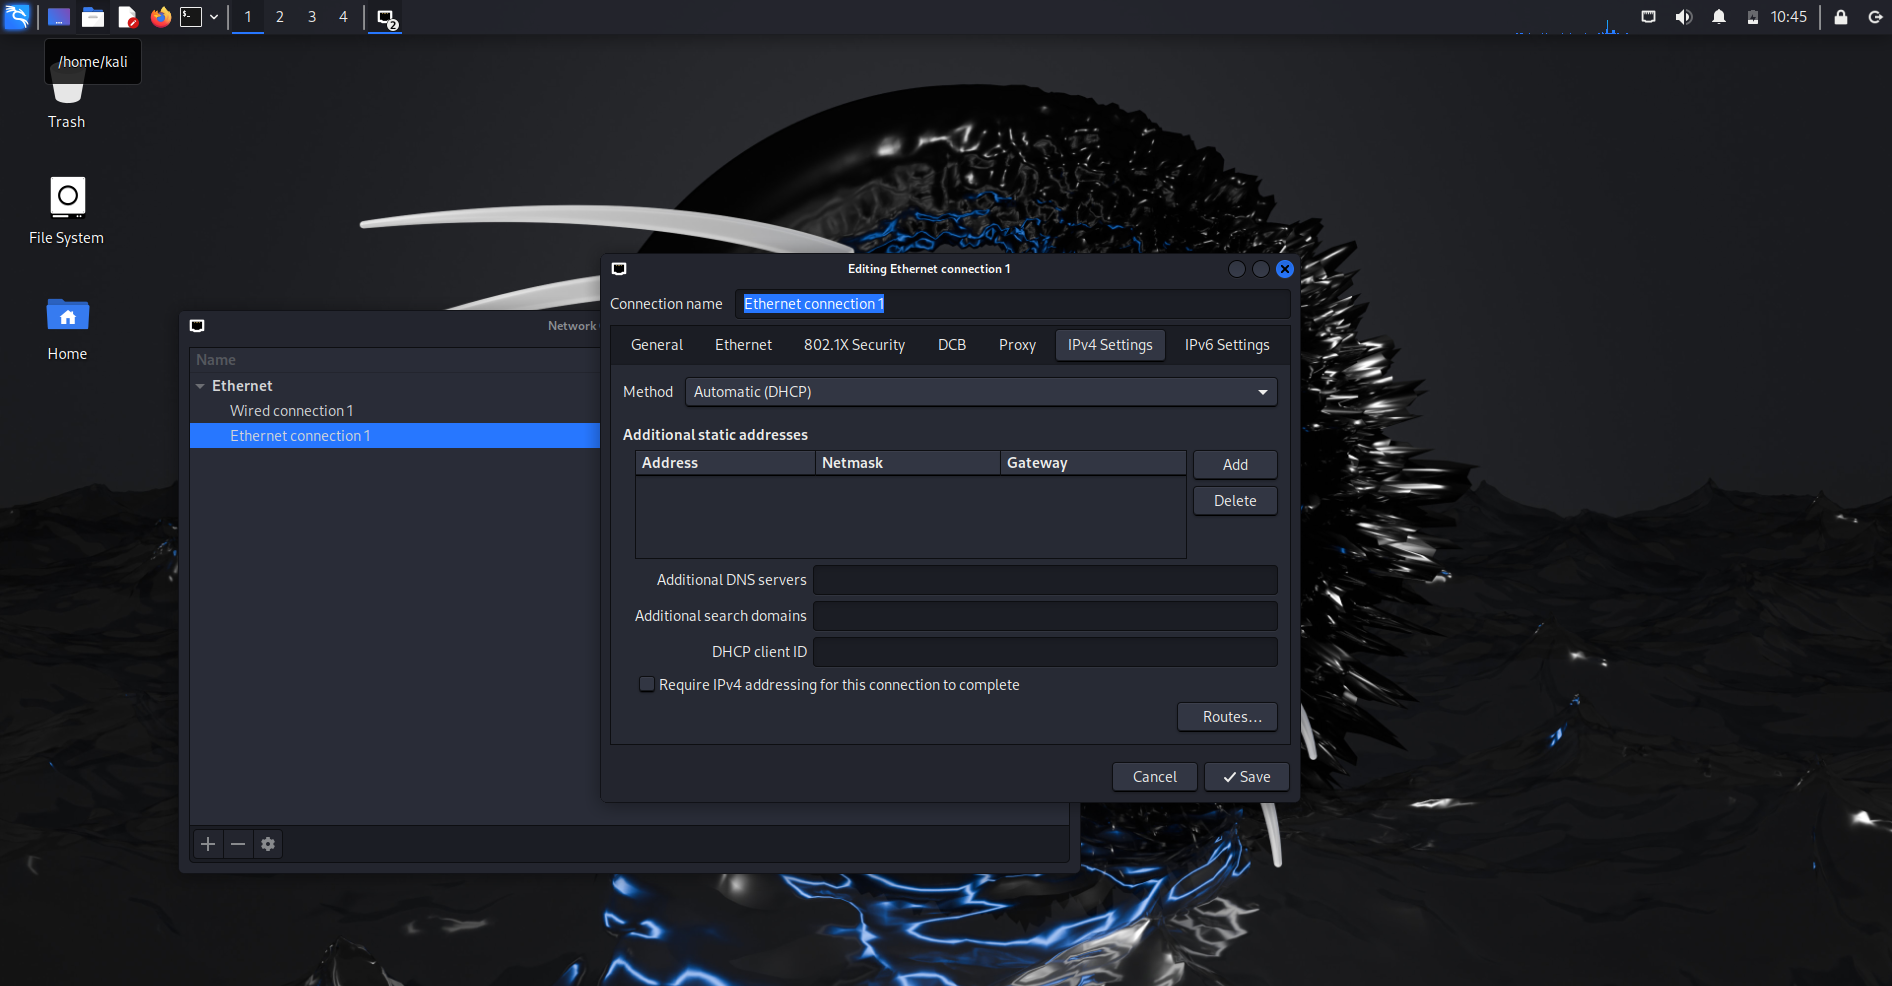 1 2 3 4 2 10:45
/home/kali
Trash
File System
Home
Network
Name
Ethernet
Wired connection 1
Ethernet connection 1
Editing Ethernet connection 1
Connection name Ethernet connection 1
General Ethernet 802.1X Security DCB Proxy IPv4 Settings IPv6 Settings
Method Automatic (DHCP)
Additional static addresses
Address Netmask Gateway Add
Delete
Additional DNS servers
Additional search domains
DHCP client ID
Require IPv4 addressing for this connection to complete
Routes...
Cancel Save